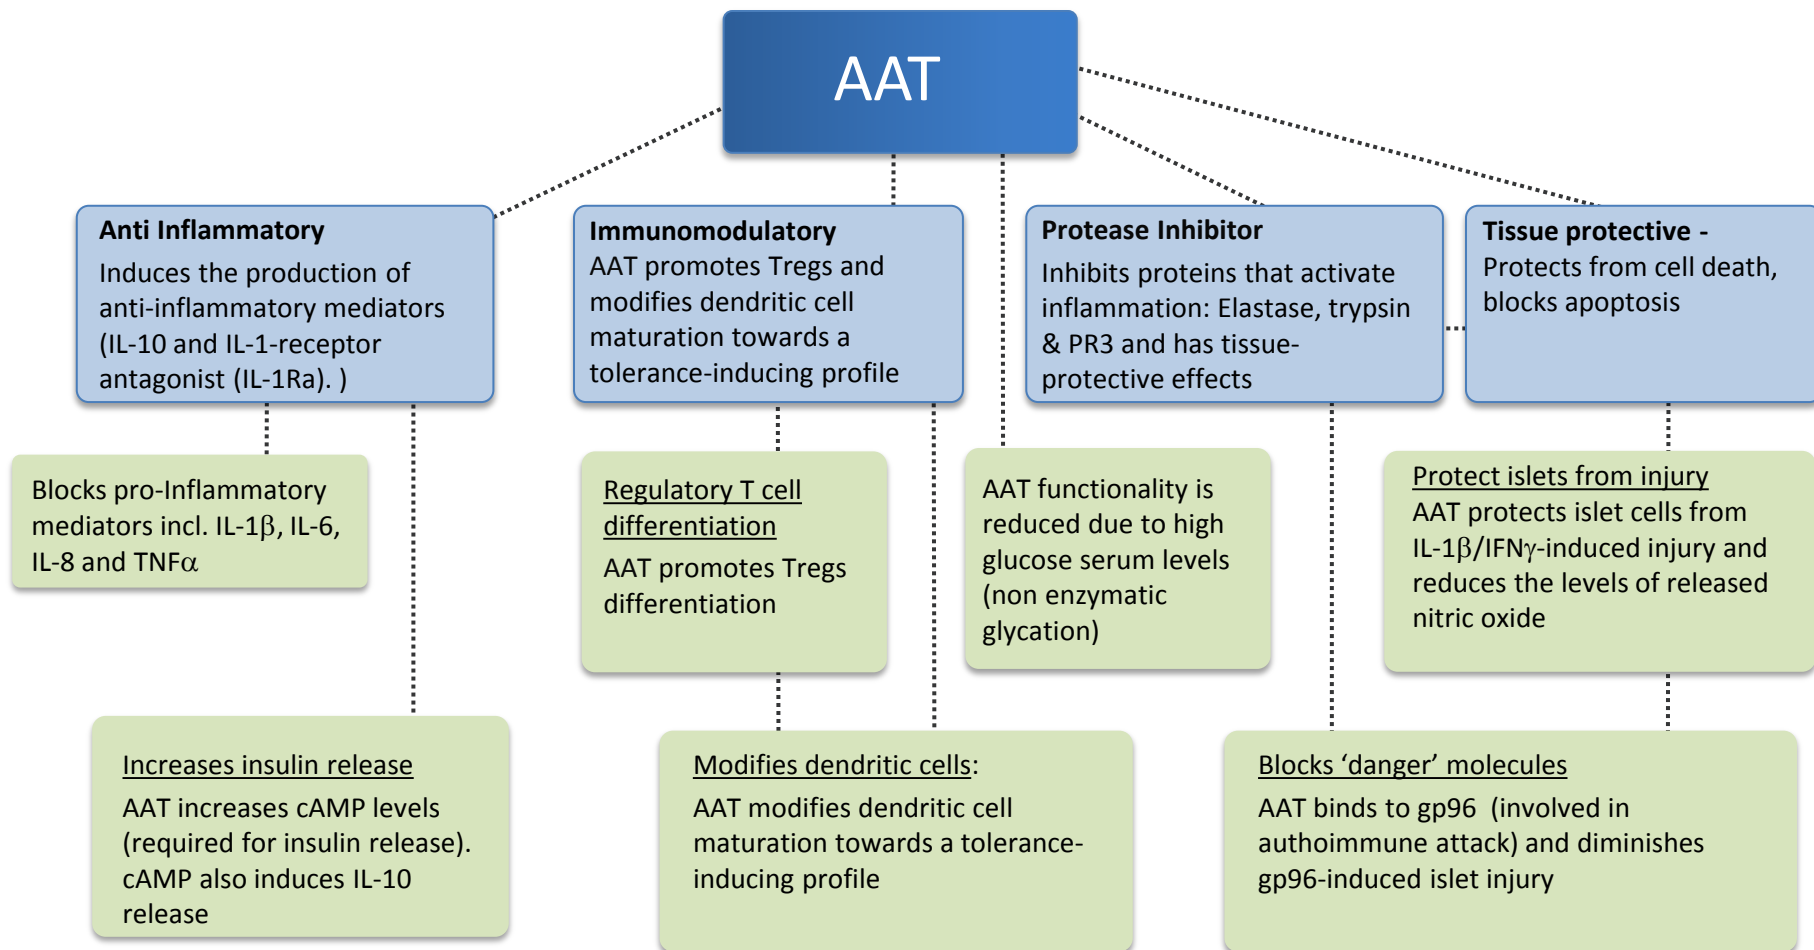 AAT
Anti Inflammatory
Induces the production of
anti-inflammatory mediators
(IL-10 and IL-1-receptor
antagonist (IL-1Ra). )
Immunomodulatory
AAT promotes Tregs and
modifies dendritic cell
maturation towards a
tolerance-inducing profile
Protease Inhibitor
Inhibits proteins that activate
inflammation: Elastase, trypsin
& PR3 and has tissue-
protective effects
Tissue protective -
Protects from cell death,
blocks apoptosis
Blocks pro-Inflammatory
mediators incl. IL-1β, IL-6,
IL-8 and TNFα
Regulatory T cell
differentiation
AAT promotes Tregs
differentiation
AAT functionality is
reduced due to high
glucose serum levels
(non enzymatic
glycation)
Protect islets from injury
AAT protects islet cells from
IL-1β/IFNγ-induced injury and
reduces the levels of released
nitric oxide
Increases insulin release
AAT increases cAMP levels
(required for insulin release).
cAMP also induces IL-10
release
Modifies dendritic cells:
AAT modifies dendritic cell
maturation towards a tolerance-
inducing profile
Blocks ‘danger’ molecules
AAT binds to gp96 (involved in
authoimmune attack) and diminishes
gp96-induced islet injury